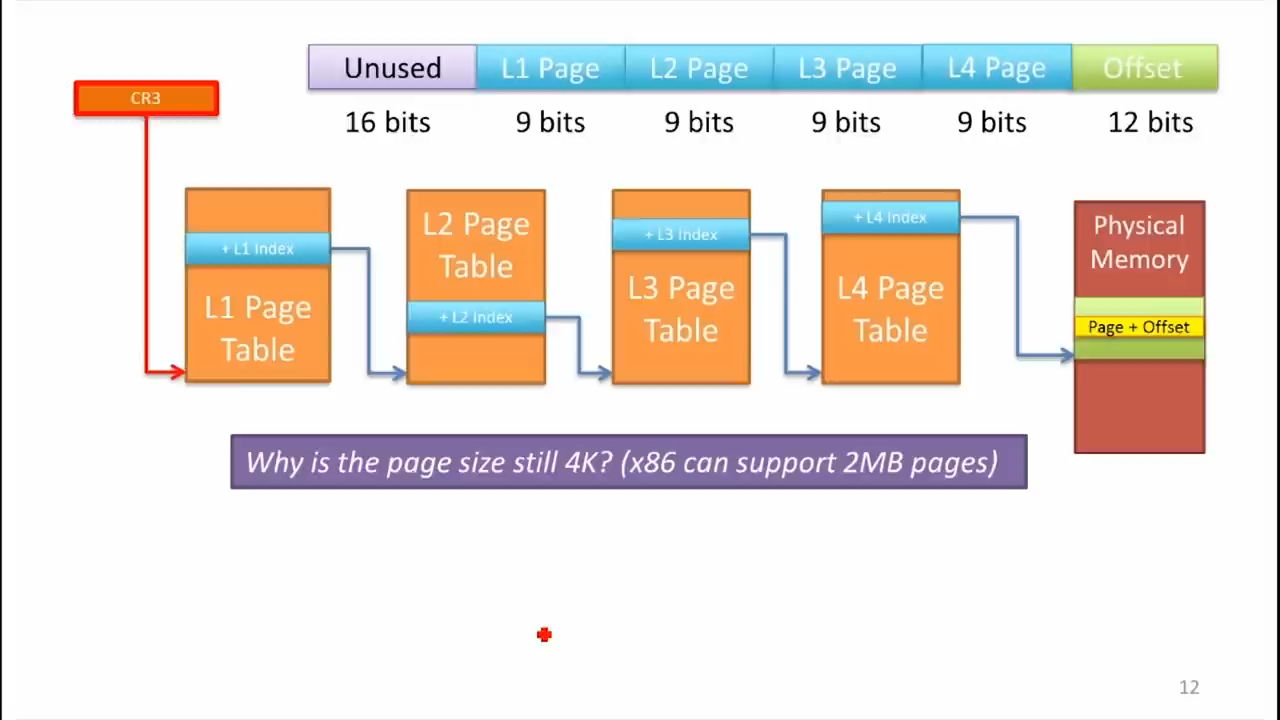 Unused L1 Page L2 Page L3 Page L4 Page Offset
CR3
16 bits 9 bits 9 bits 9 bits 9 bits 12 bits
+ L1 Index
L1 Page
Table
L2 Page
Table
+ L2 Index
+ L3 Index
L3 Page
Table
+ L4 Index
L4 Page
Table
Physical
Memory
Page + Offset
Why is the page size still 4K? (x86 can support 2MB pages)
12